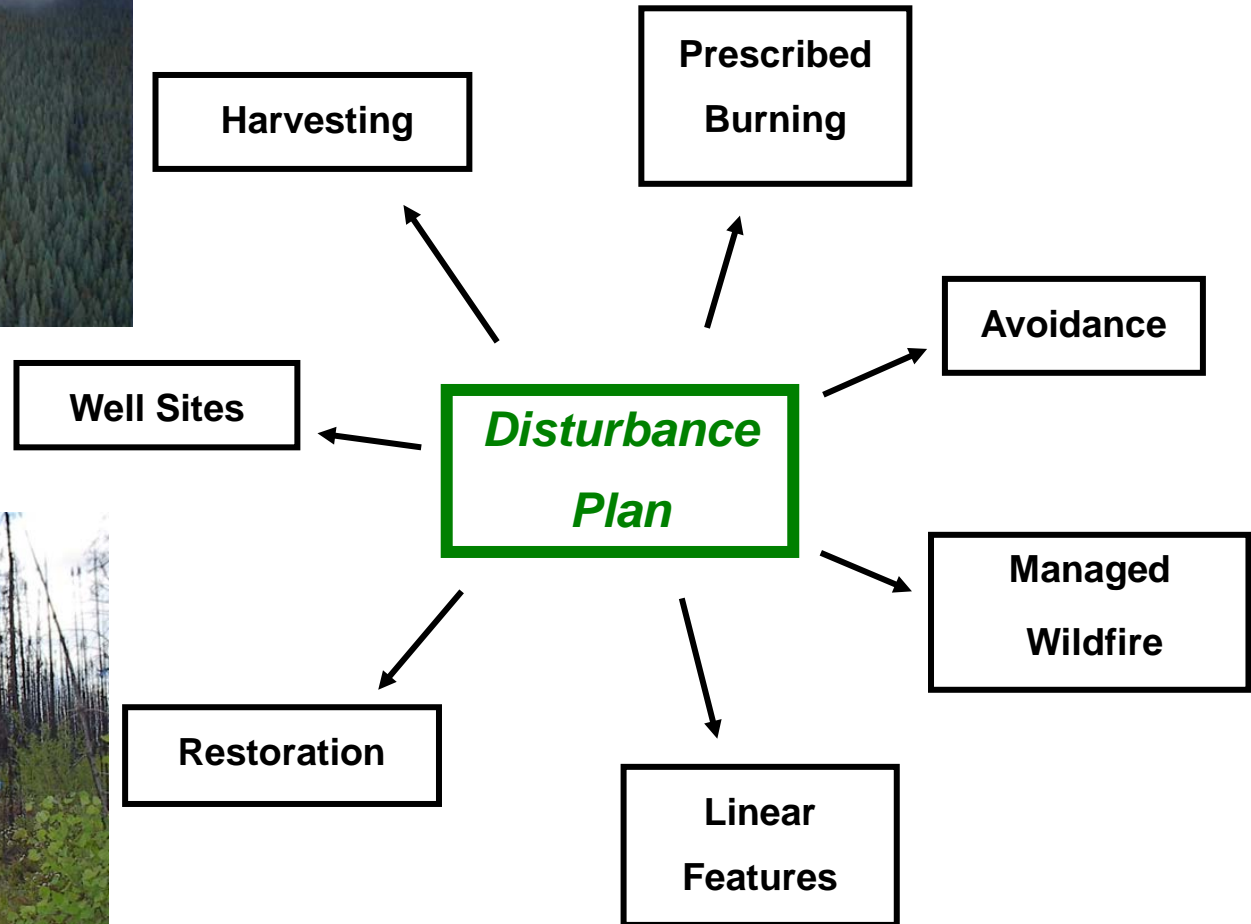 Prescribed
Burning
Harvesting
Avoidance
Well Sites
Disturbance
Plan
Managed
Wildfire
Restoration
Linear
Features